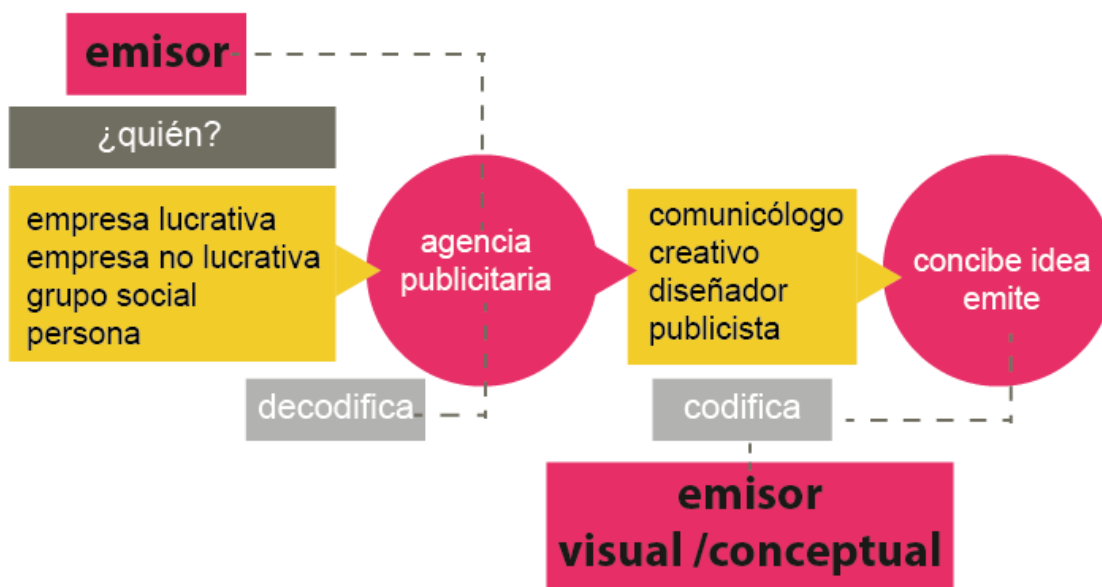 emisor
¿quién?
empresa lucrativa
empresa no lucrativa
grupo social
persona
agencia
publicitaria
decodifica
comunicólogo
creativo
diseñador
publicista
codifica
concibe idea
emite
emisor
visual /conceptual